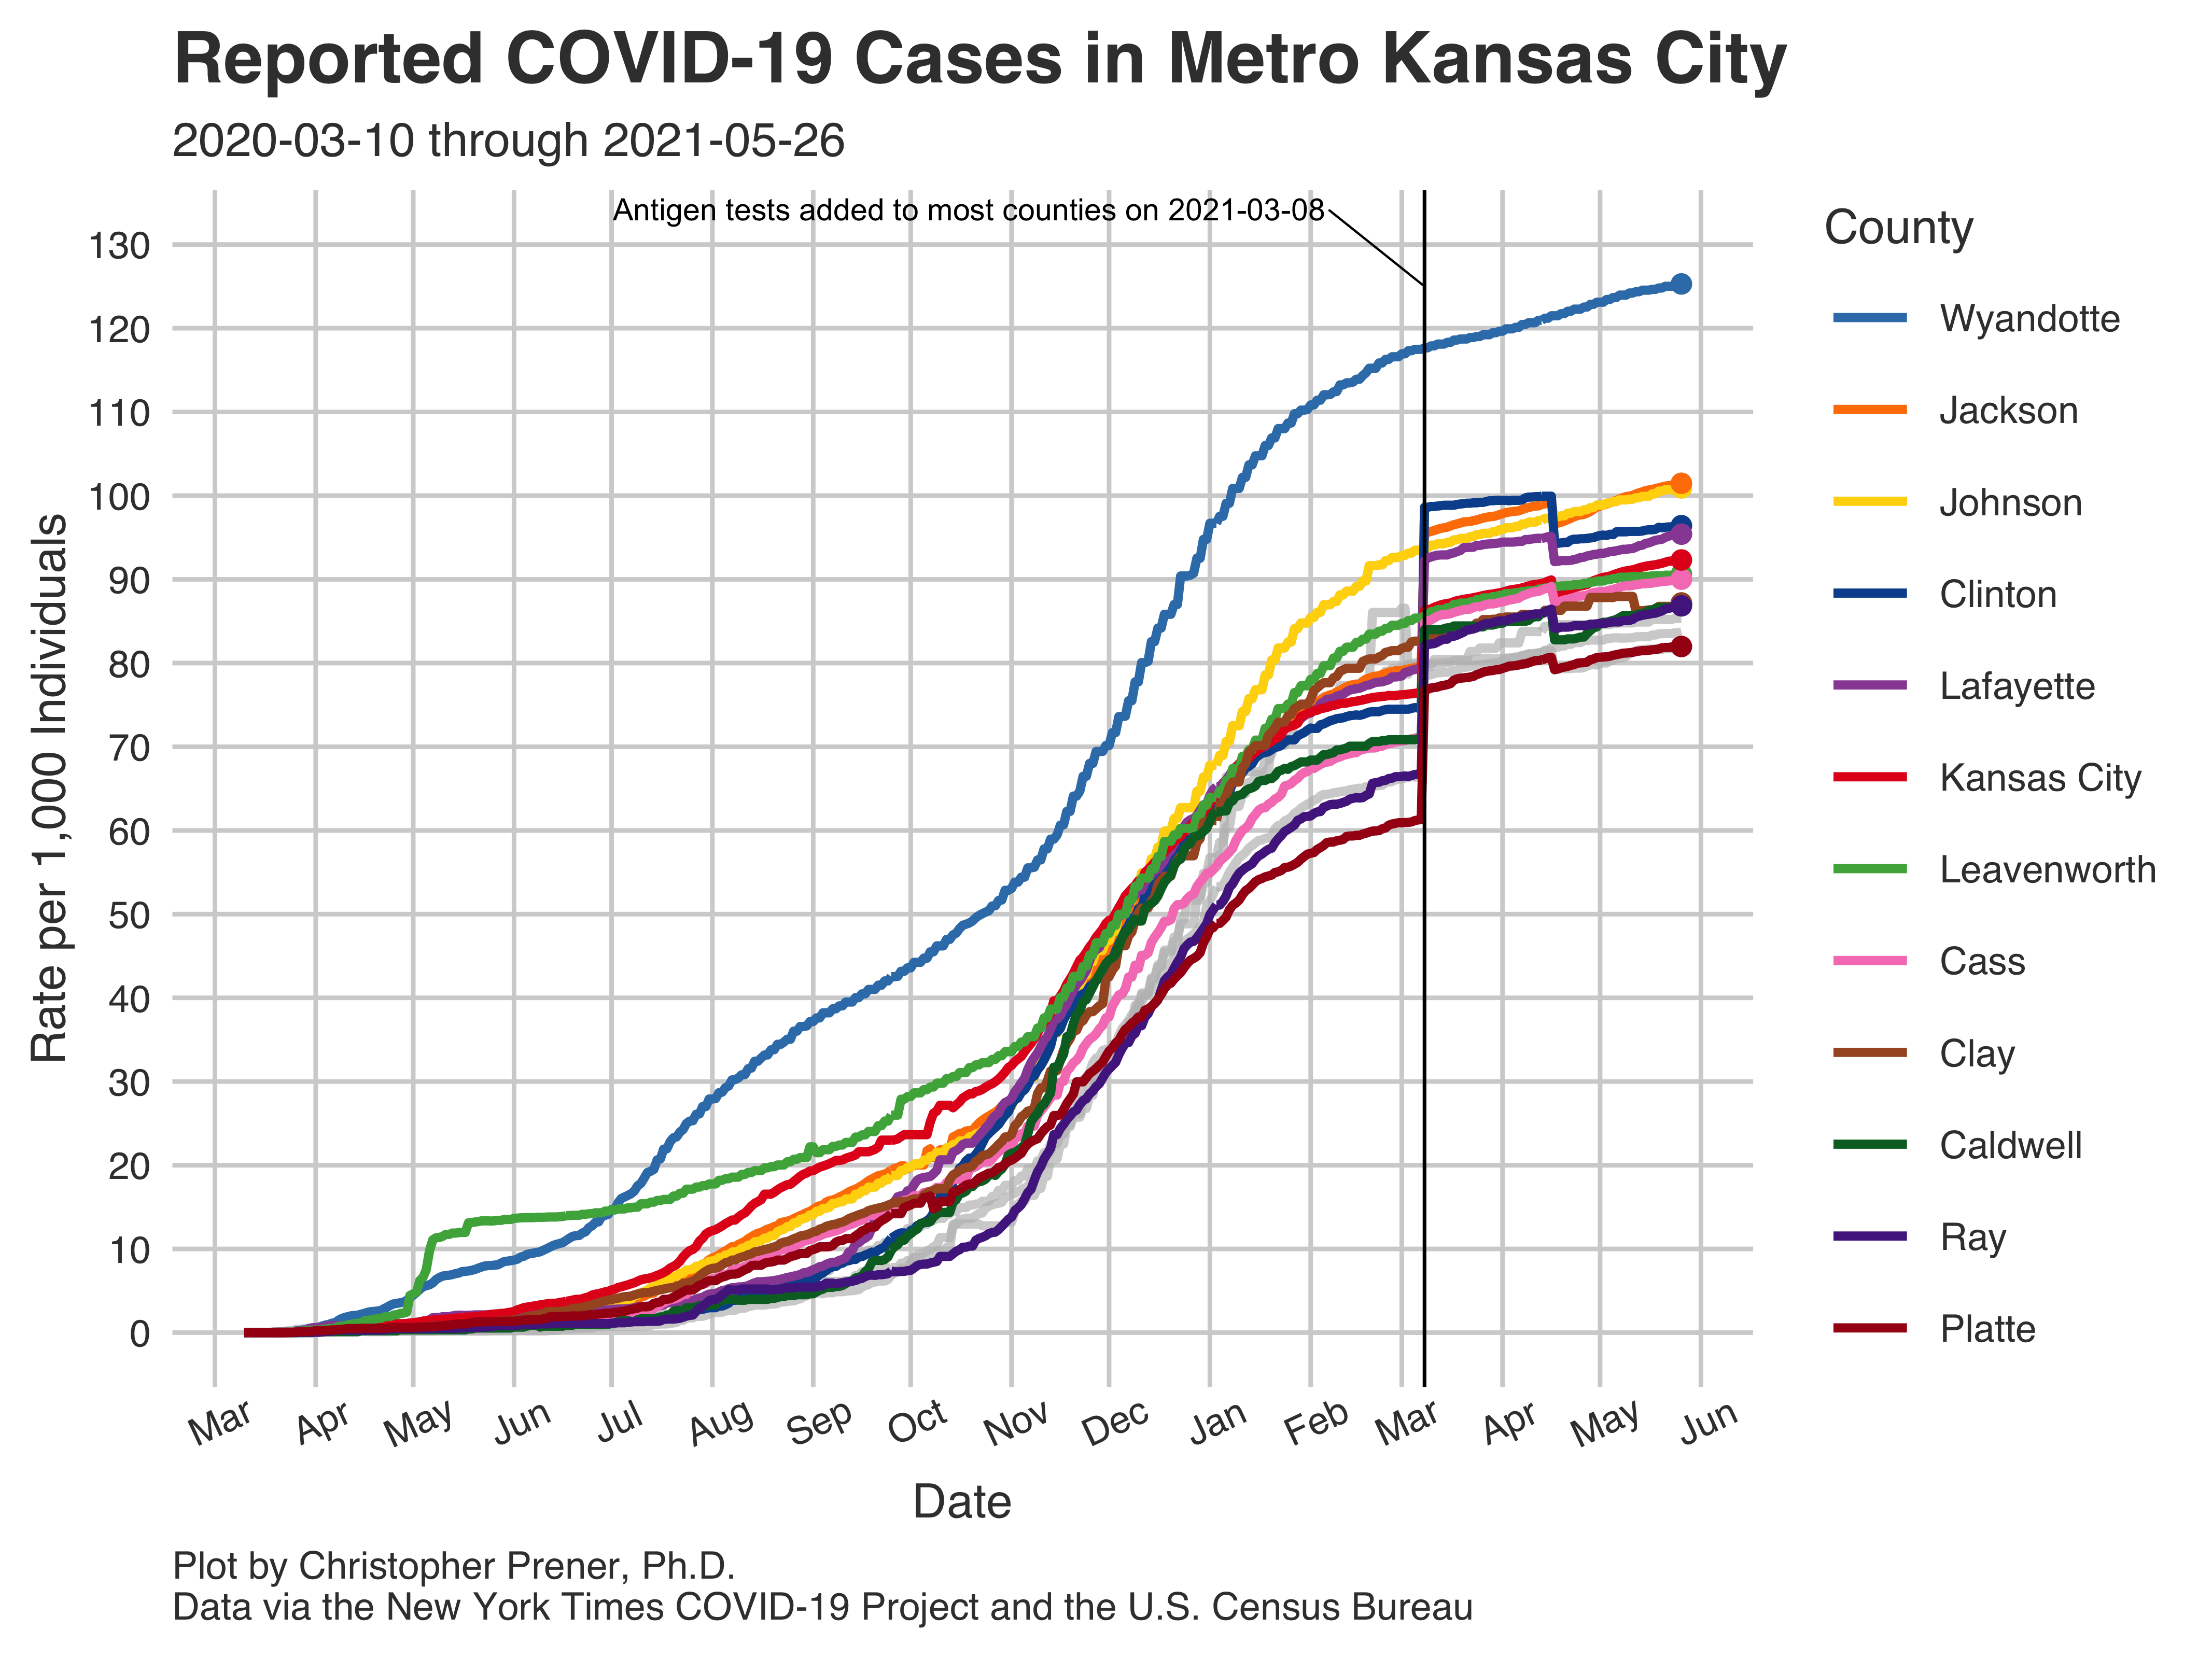 Reported COVID-19 Cases in Metro Kansas City
2020-03-10 through 2021-05-26
Antigen tests added to most counties on 2021-03-08
Rate per 1,000 Individuals
130
120
110
100
90
80
70
60
50
40
30
20
10
0
Mar
Apr
May
Jun
Jul
Aug
Sep
Oct
Nov
Dec
Jan
Feb
Mar
Apr
May
Jun
Date
County
Wyandotte
Jackson
Johnson
Clinton
Lafayette
Kansas City
Leavenworth
Cass
Clay
Caldwell
Ray
Platte
Plot by Christopher Prener, Ph.D.
Data via the New York Times COVID-19 Project and the U.S. Census Bureau